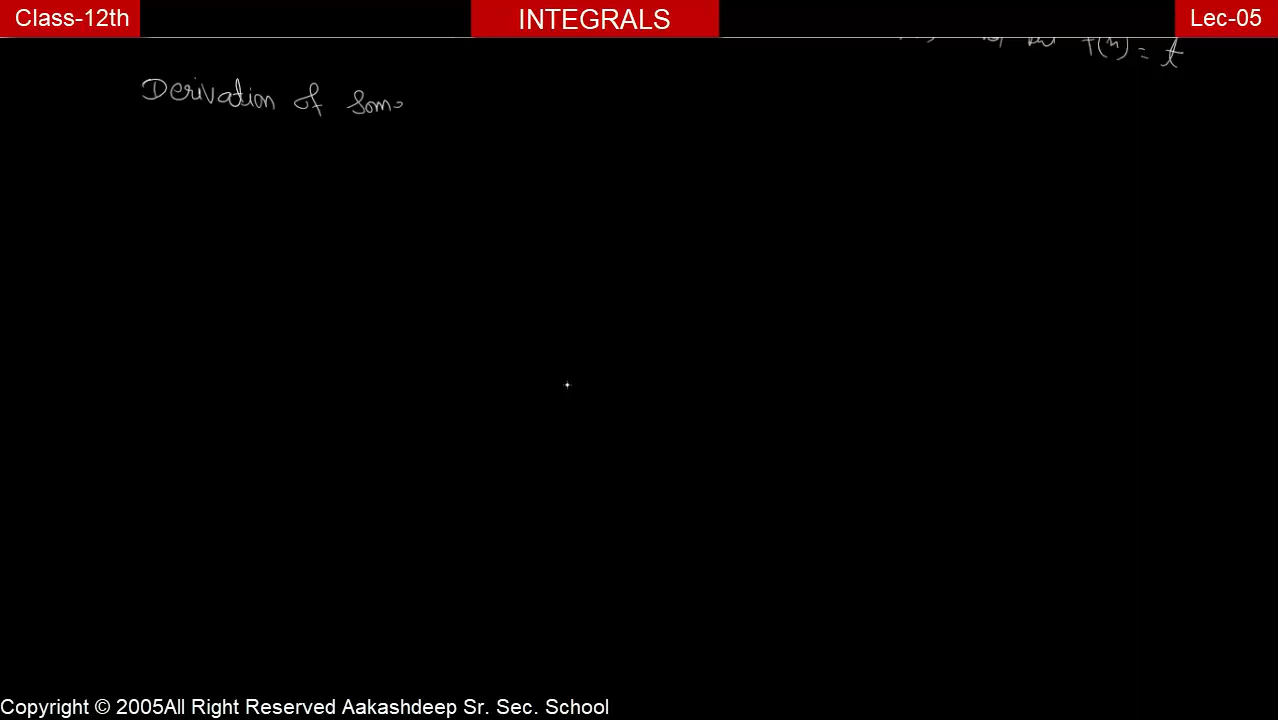 Class-12th INTEGRALS Lec-05
f(x) = t
Derivation of Some
Copyright © 2005All Right Reserved Aakashdeep Sr. Sec. School